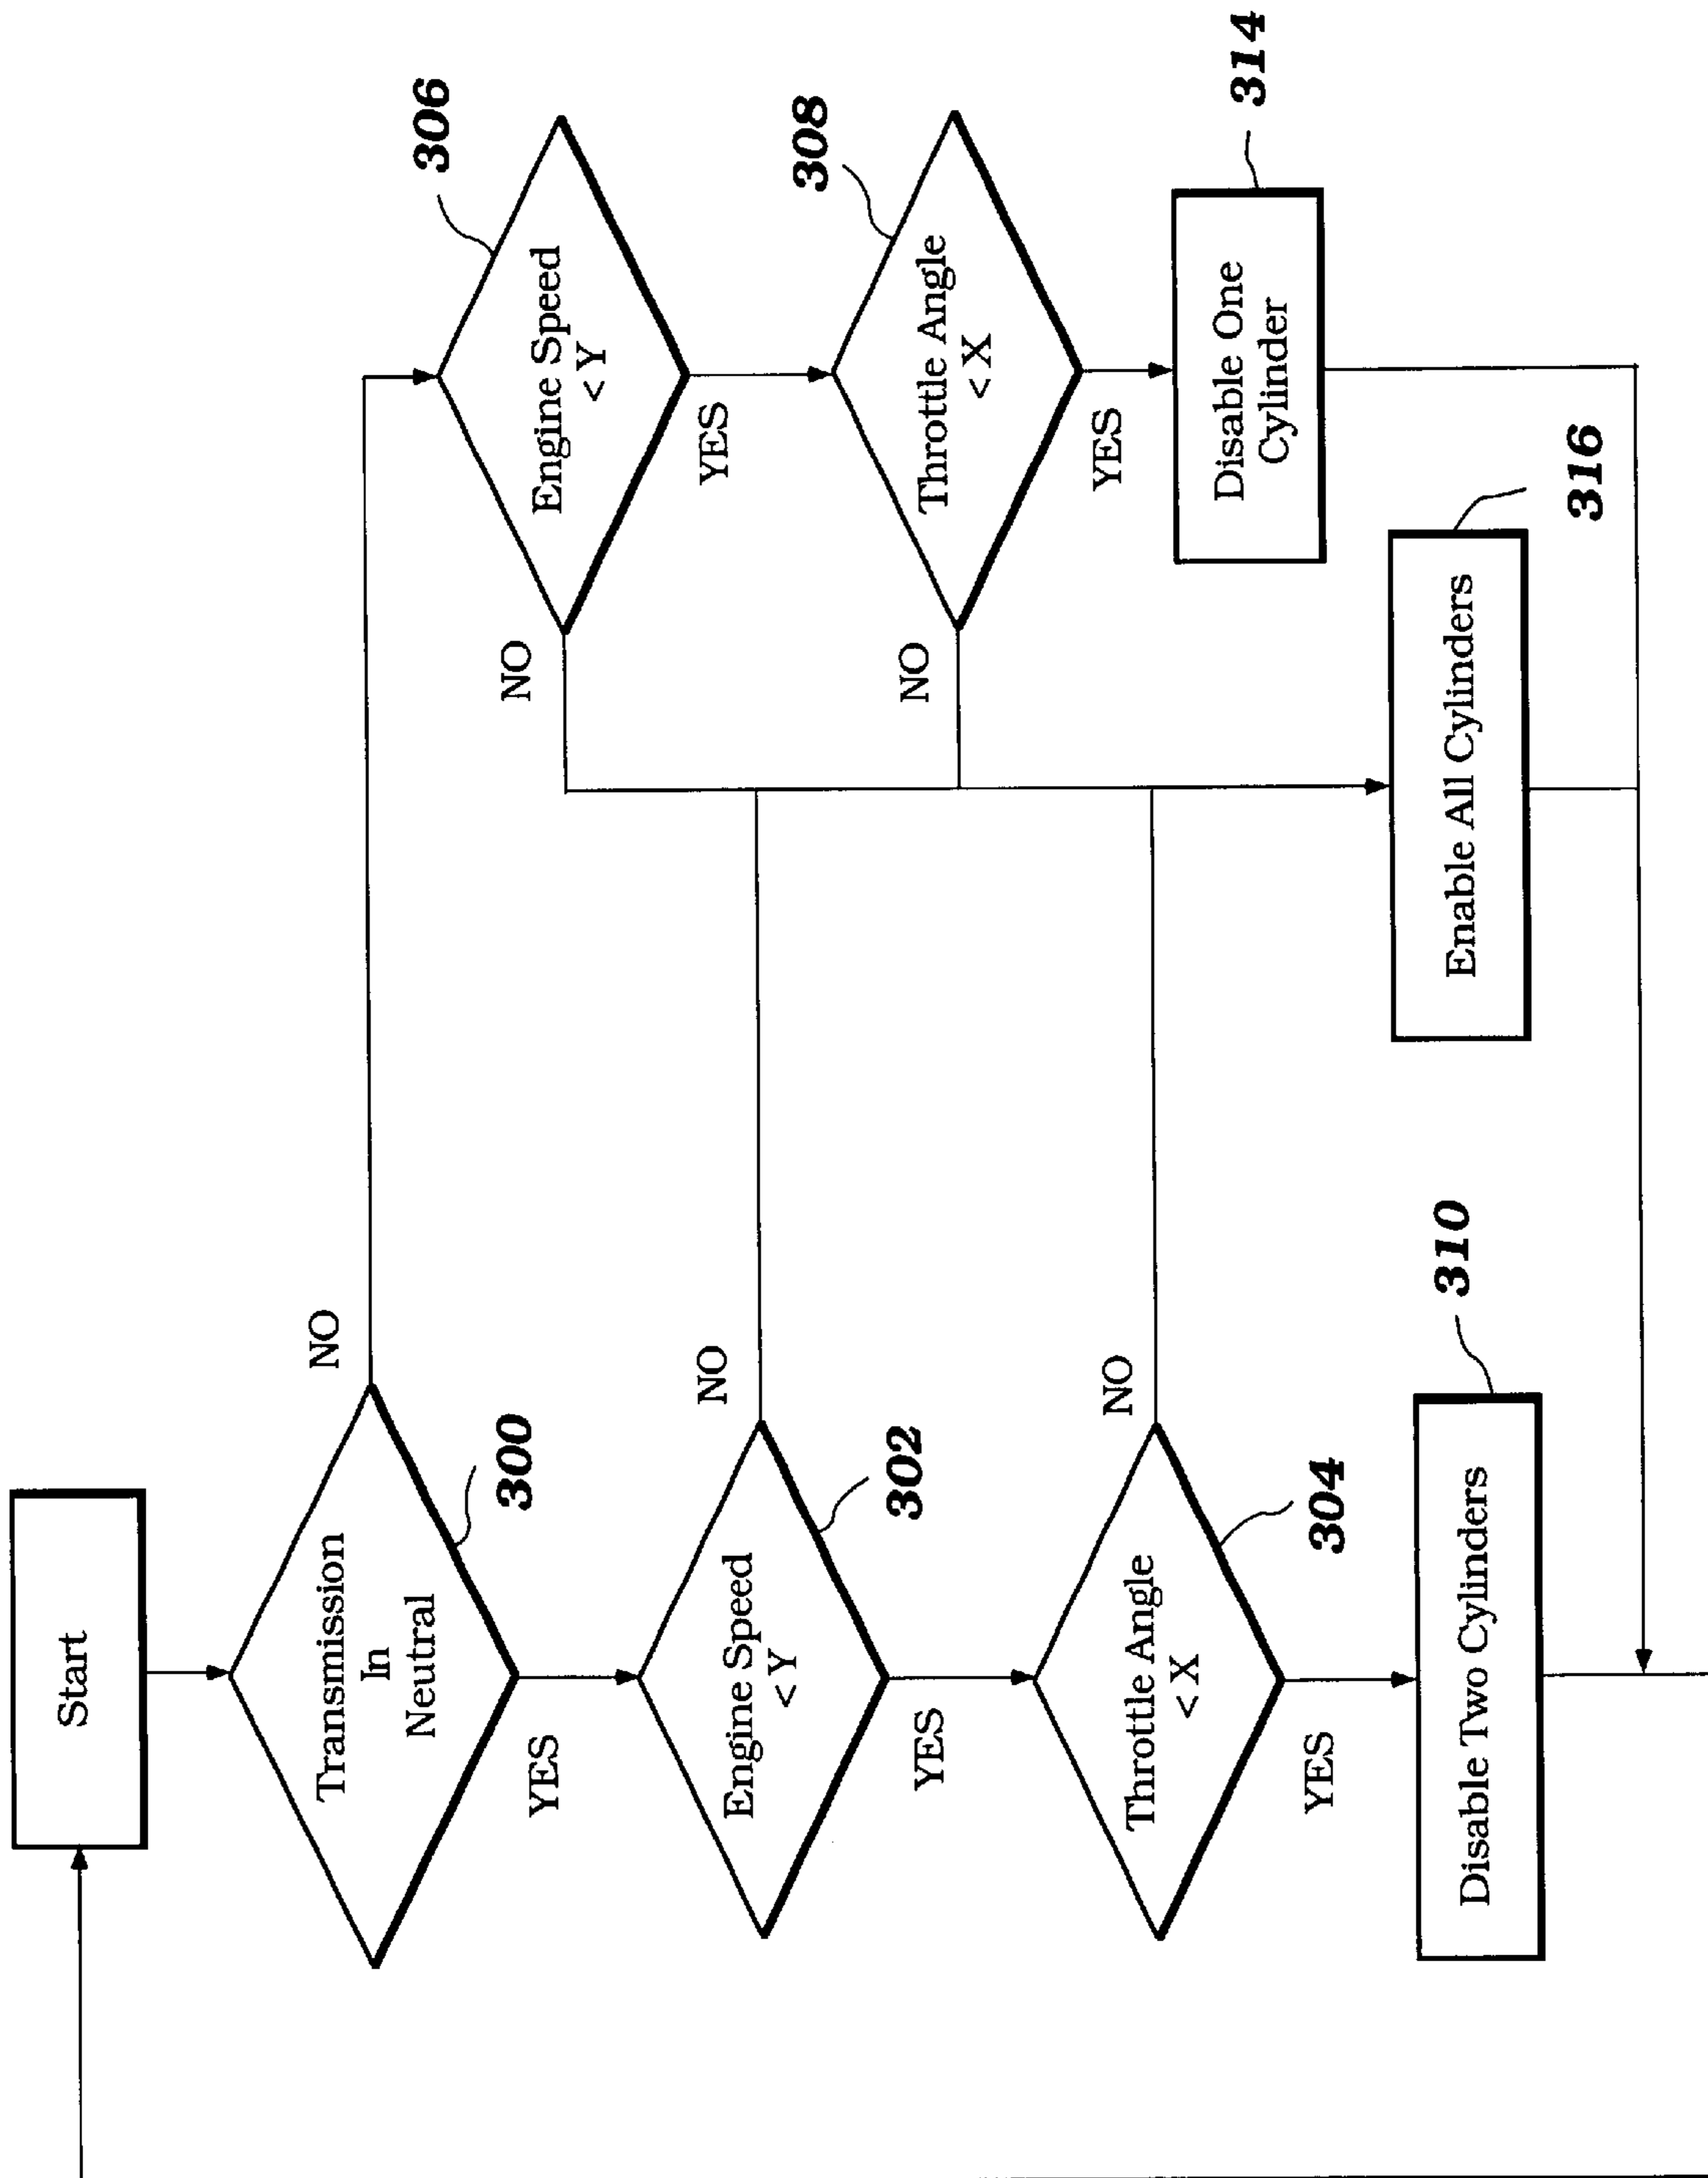 Start
Transmission
In
Neutral
NO
300
YES
Engine Speed
< Y
NO
302
YES
Throttle Angle
< X
NO
304
YES
Disable Two Cylinders
310
306
Engine Speed
< Y
NO
YES
308
Throttle Angle
< X
NO
YES
Disable One
Cylinder
314
Enable All Cylinders
316